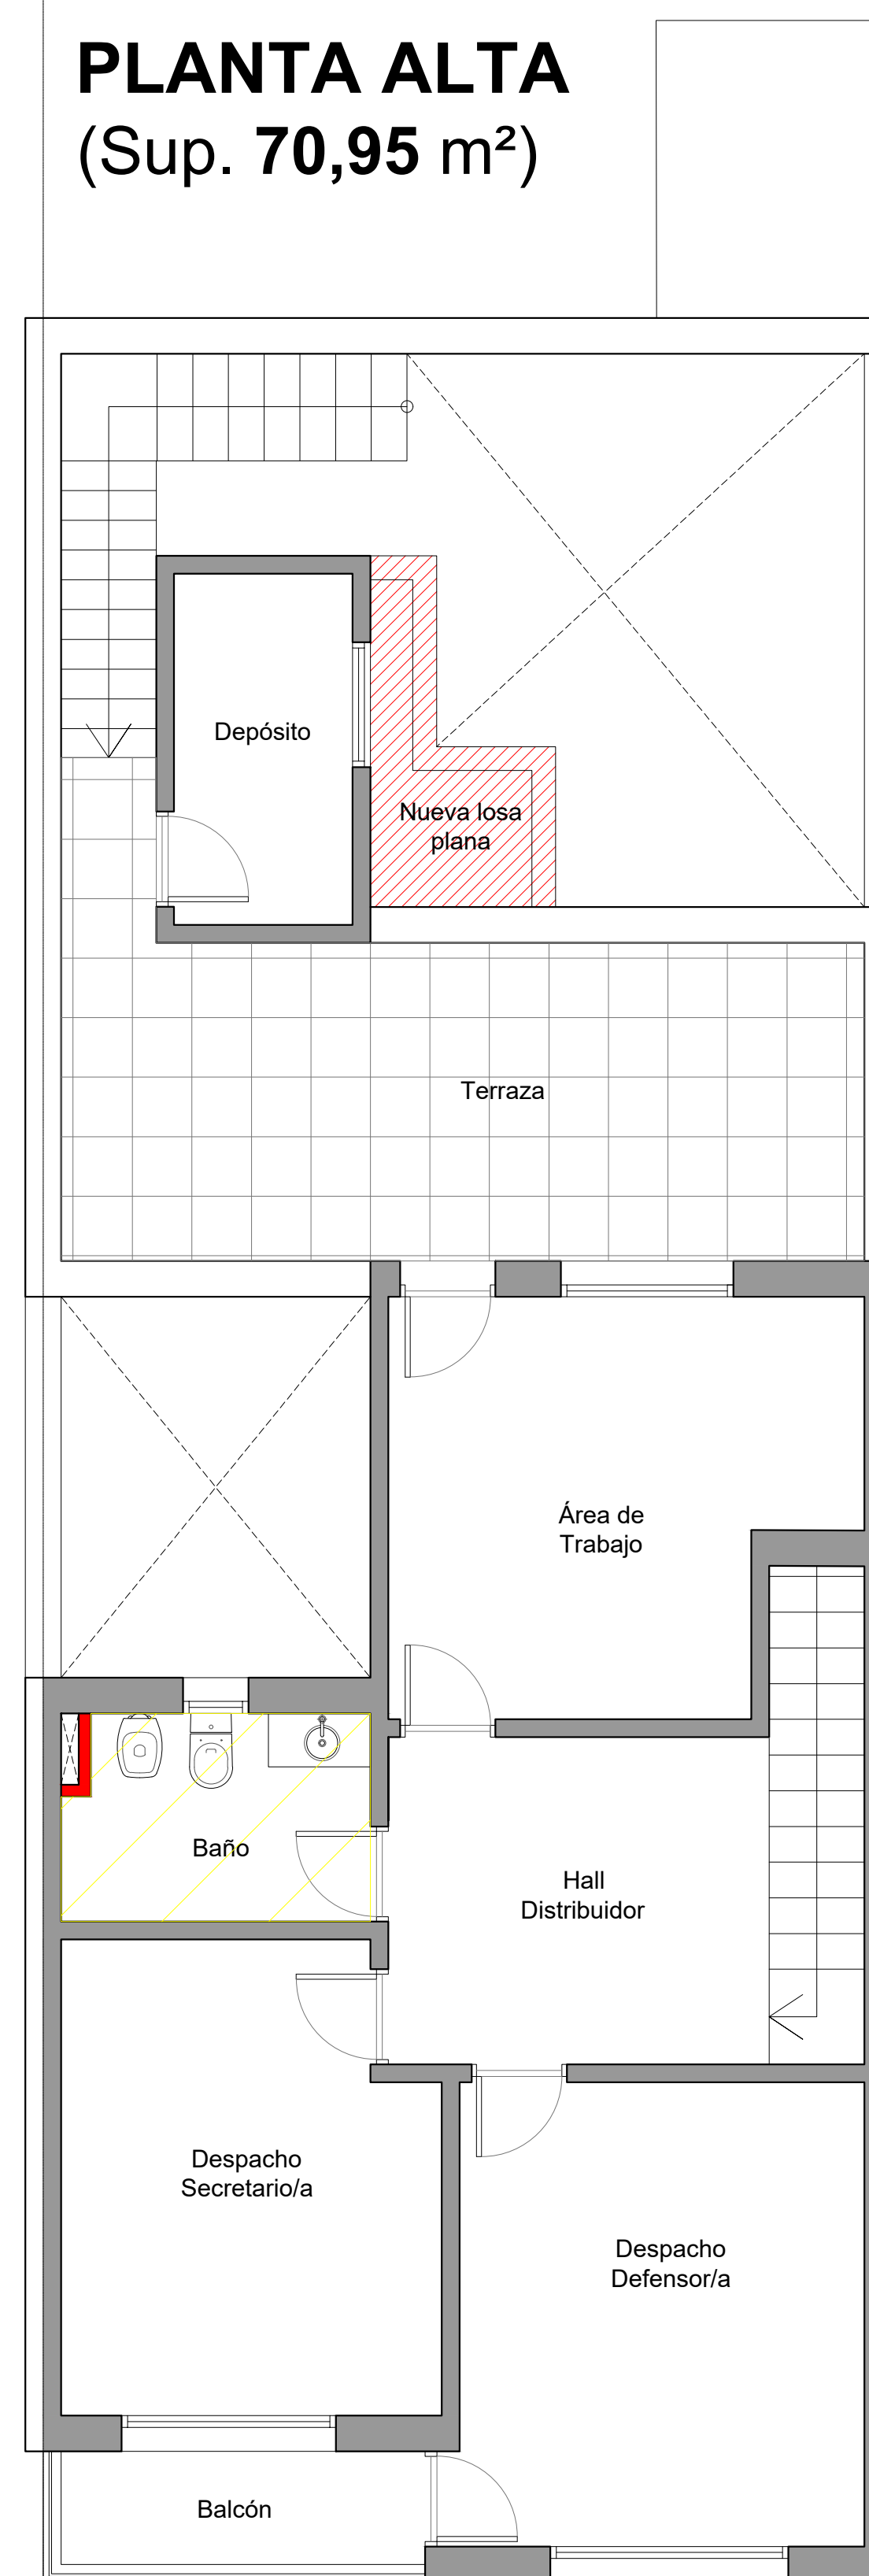 PLANTA ALTA
(Sup. 70,95 m²)
Depósito
Nueva losa
plana
Terraza
Área de
Trabajo
Baño
Hall
Distribuidor
Despacho
Secretario/a
Despacho
Defensor/a
Balcón